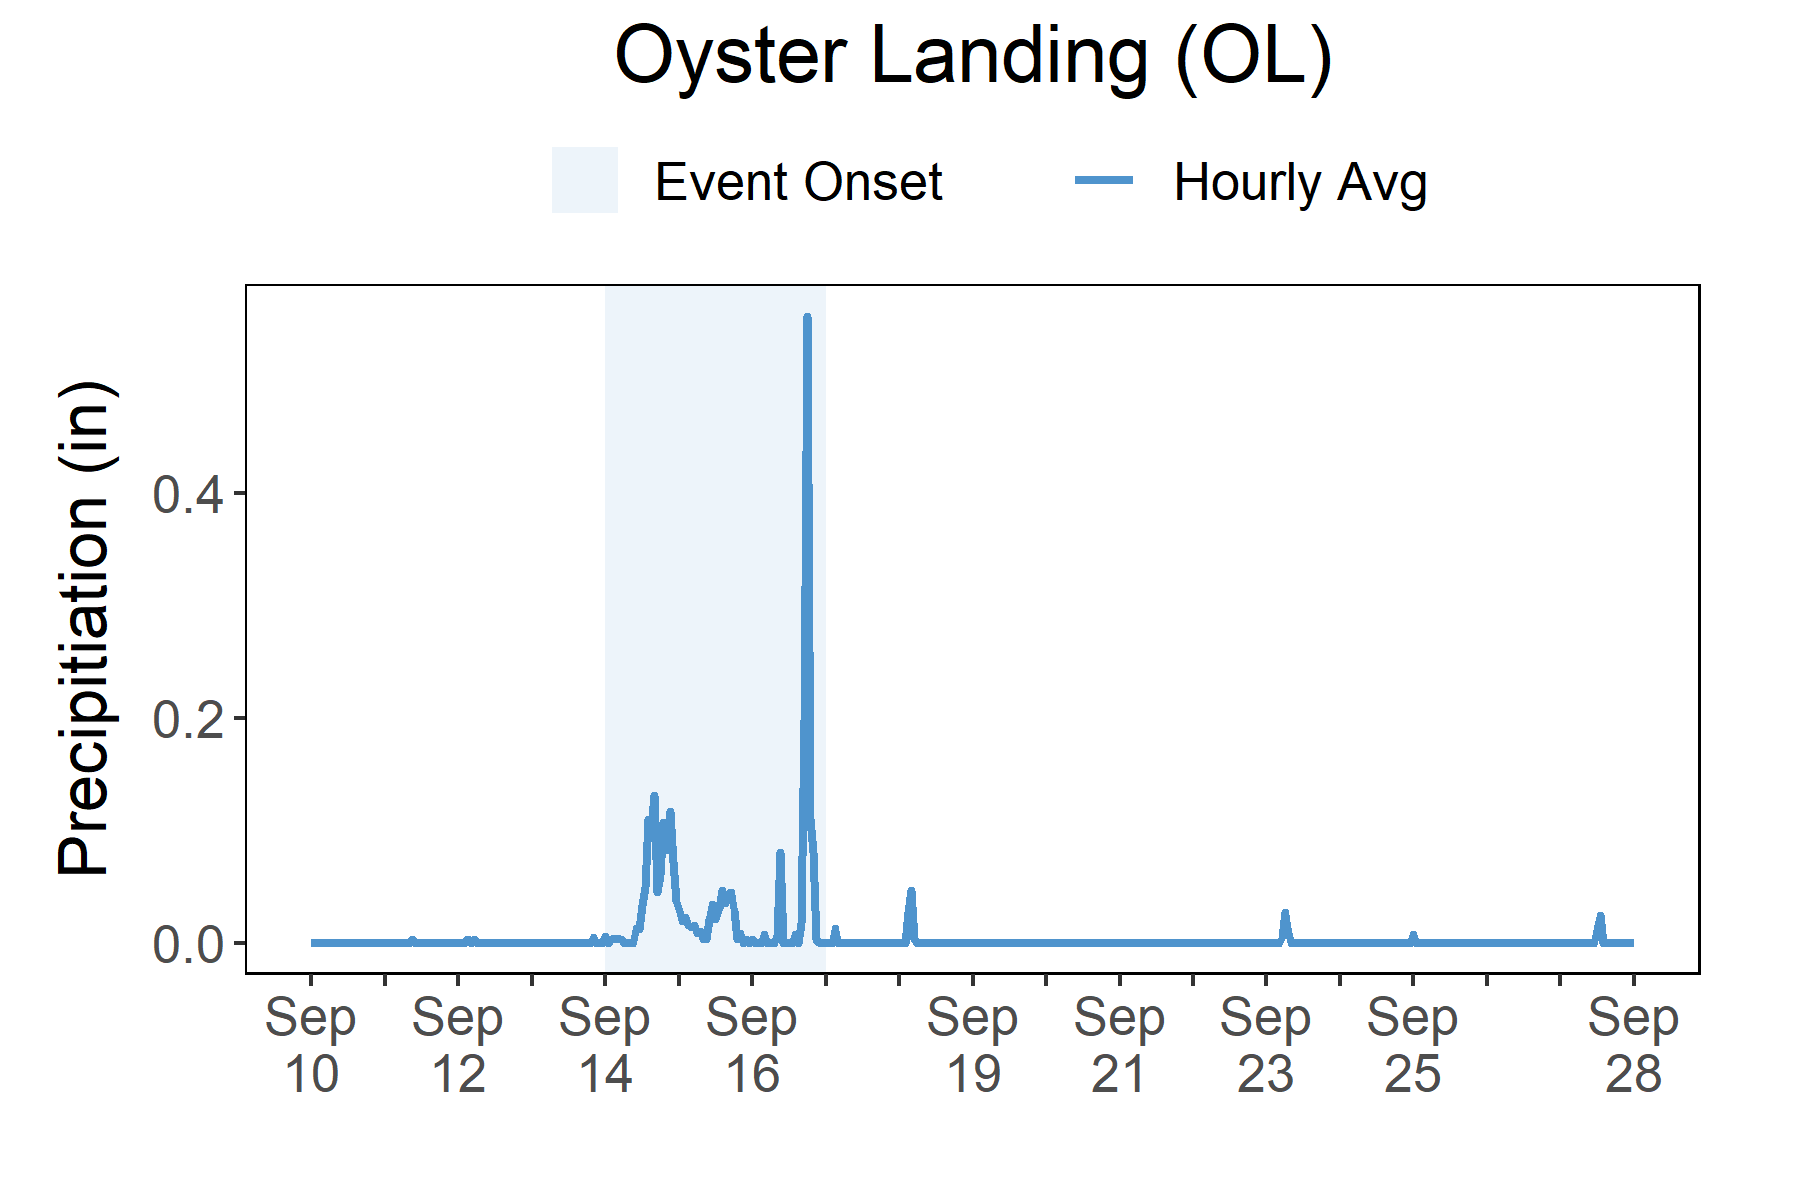 Oyster Landing (OL)
Event Onset Hourly Avg
Precipitiation (in)
0.4
0.2
0.0
Sep Sep Sep Sep Sep Sep Sep Sep Sep
10 12 14 16 19 21 23 25 28